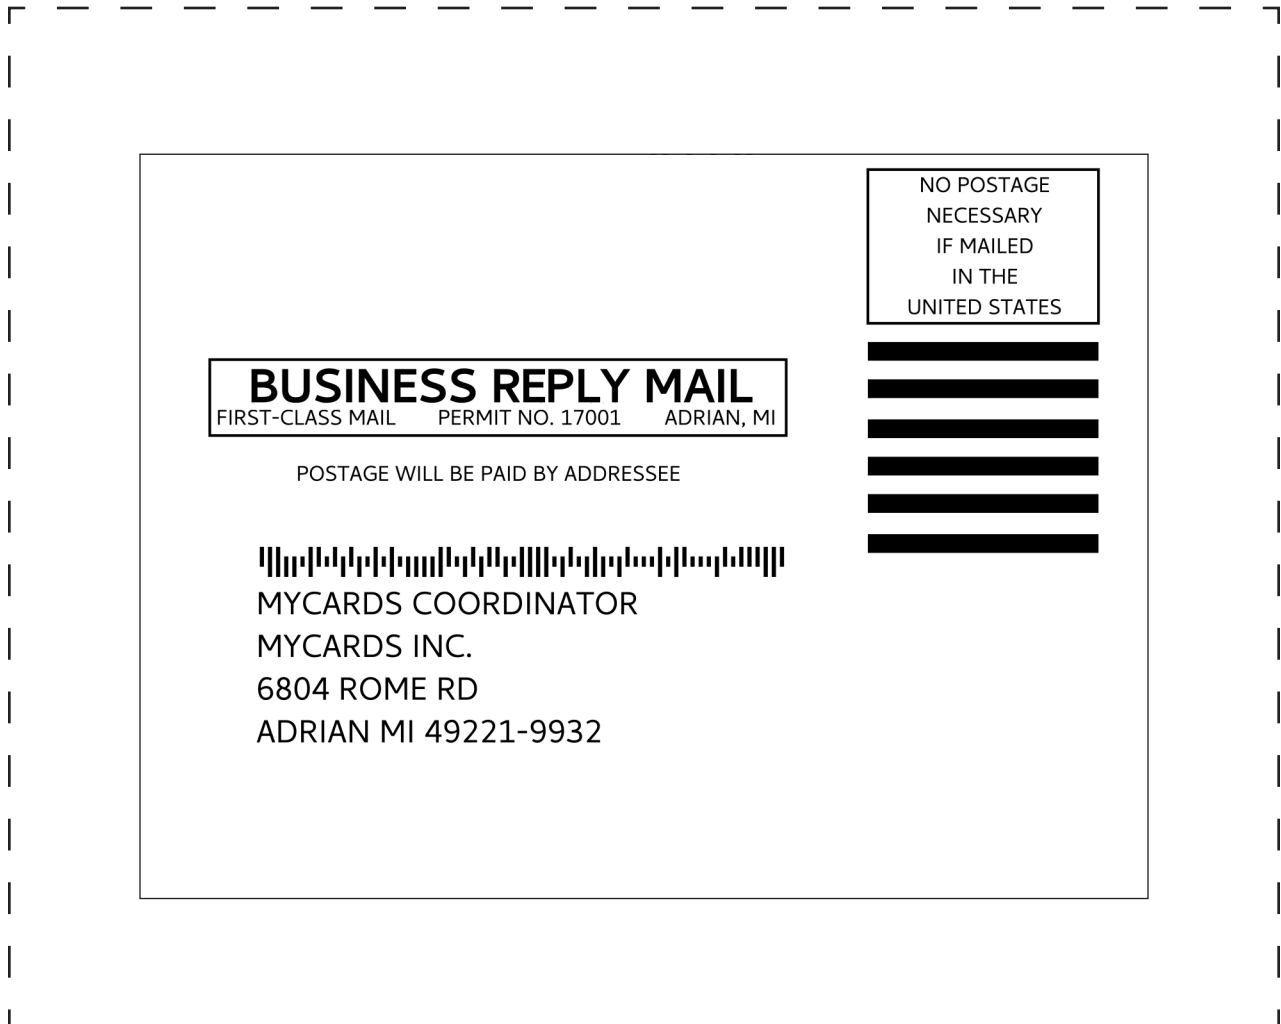 NO POSTAGE
NECESSARY
IF MAILED
IN THE
UNITED STATES
BUSINESS REPLY MAIL
FIRST-CLASS MAIL PERMIT NO. 17001 ADRIAN, MI
POSTAGE WILL BE PAID BY ADDRESSEE
MYCARDS COORDINATOR
MYCARDS INC.
6804 ROME RD
ADRIAN MI 49221-9932